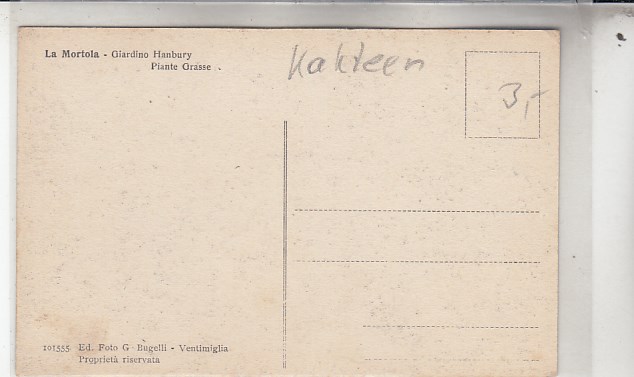 La Mortola - Giardino Hanbury
Piante Grasse .
Kakteen
3,-
101555 Ed. Foto G. Bugelli - Ventimiglia
Proprietà riservata